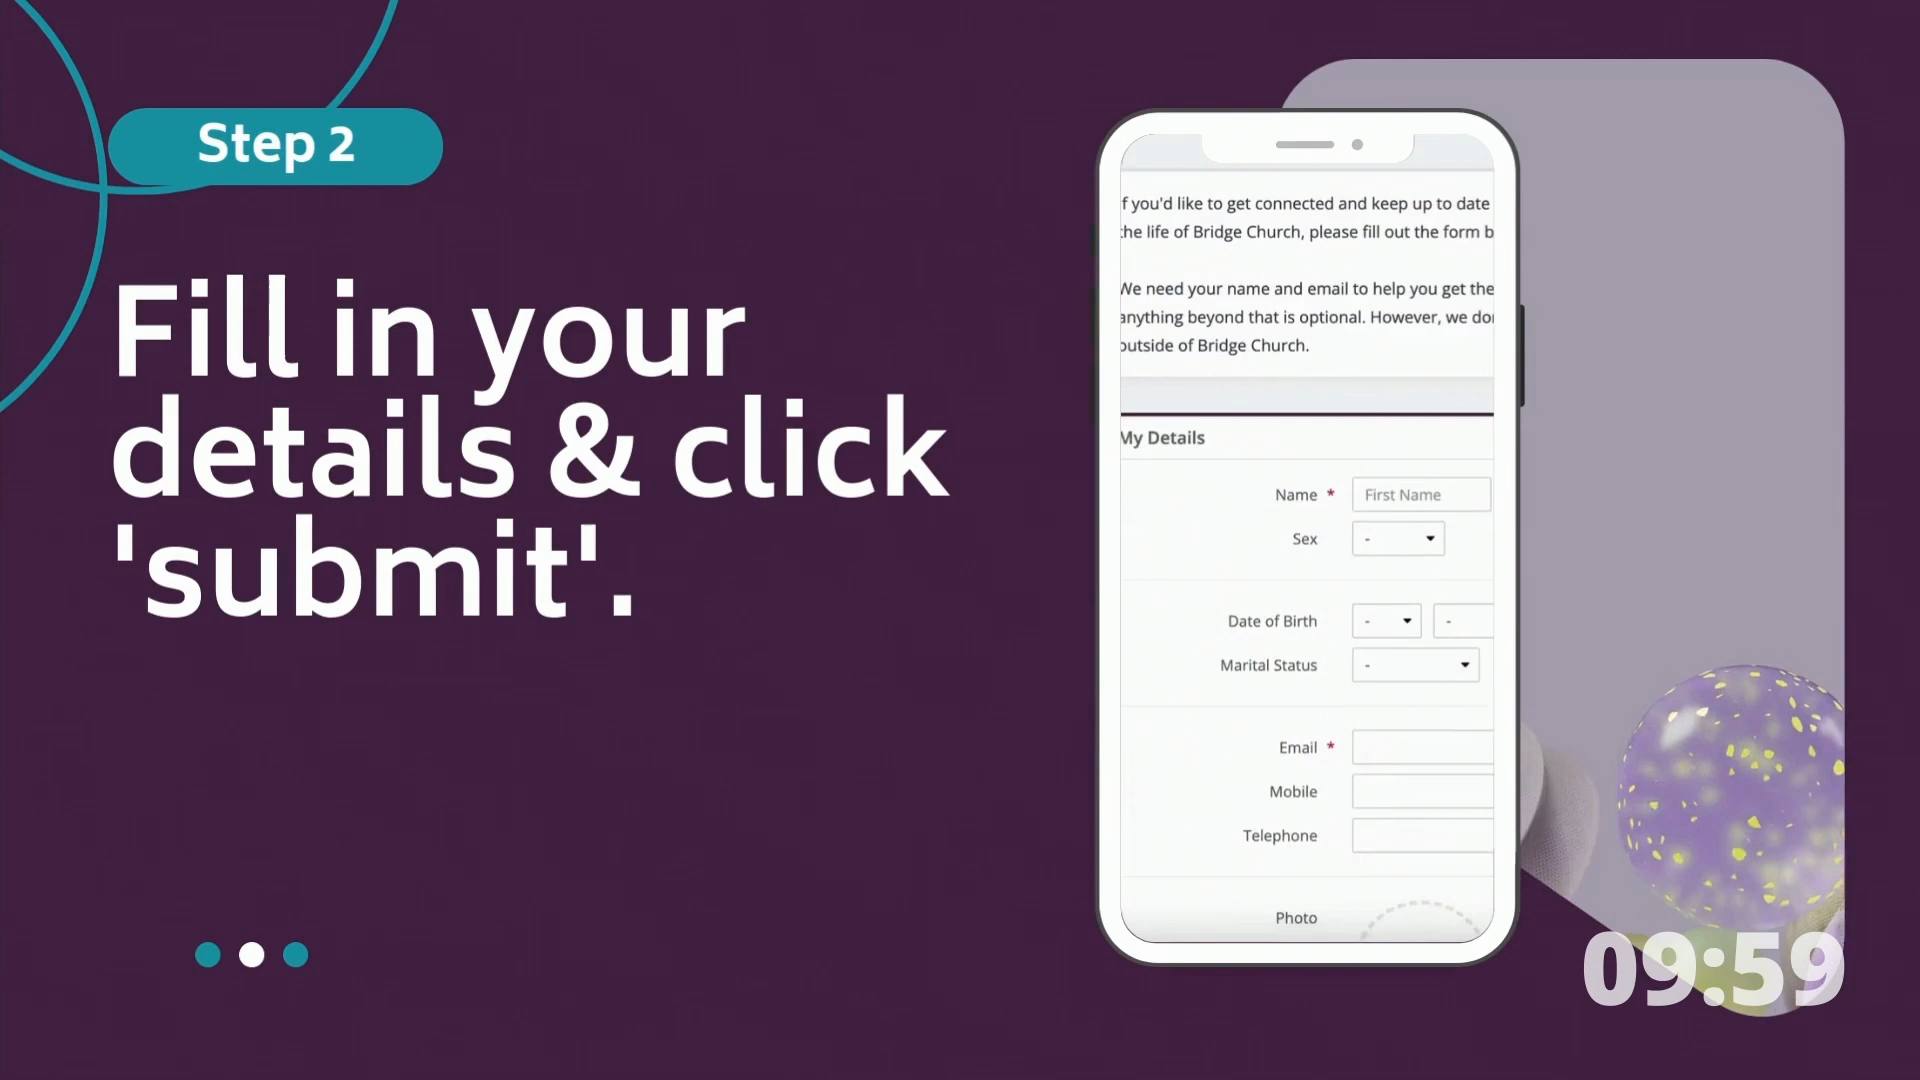 Step 2
Fill in your
details & click
'submit'.
f you'd like to get connected and keep up to date
the life of Bridge Church, please fill out the form b
We need your name and email to help you get the
anything beyond that is optional. However, we don
outside of Bridge Church.
My Details
Name * First Name
Sex -
Date of Birth - -
Marital Status -
Email *
Mobile
Telephone
Photo
09:59